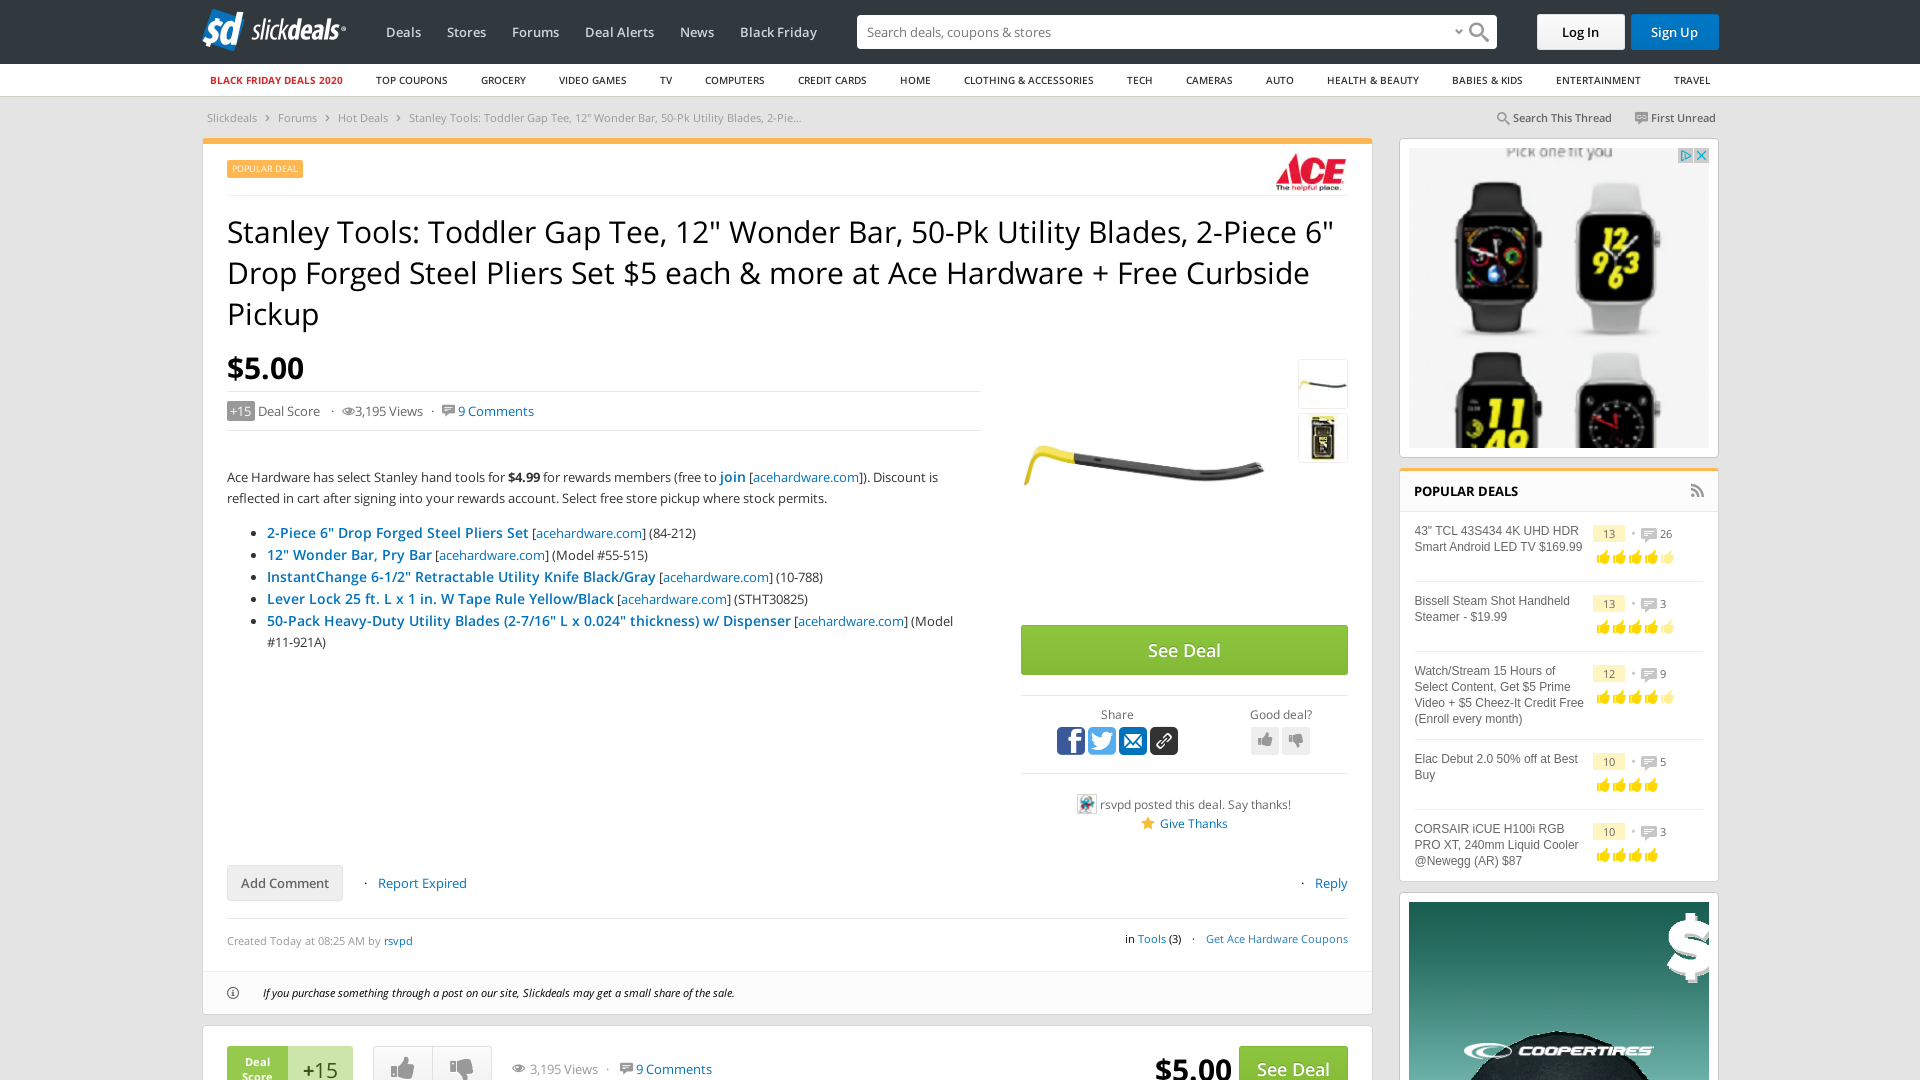 slickdeals
Deals
Stores
Forums
Deal Alerts
News
Black Friday
Search deals, coupons & stores
Log In
Sign Up
BLACK FRIDAY DEALS 2020
TOP COUPONS
GROCERY
VIDEO GAMES
TV
COMPUTERS
CREDIT CARDS
HOME
CLOTHING & ACCESSORIES
TECH
CAMERAS
AUTO
HEALTH & BEAUTY
BABIES & KIDS
ENTERTAINMENT
TRAVEL
Slickdeals › Forums › Hot Deals › Stanley Tools: Toddler Gap Tee, 12" Wonder Bar, 50-Pk Utility Blades, 2-Pie...
Search This Thread
First Unread
POPULAR DEAL
ACE
The helpful place.
Stanley Tools: Toddler Gap Tee, 12" Wonder Bar, 50-Pk Utility Blades, 2-Piece 6"
Drop Forged Steel Pliers Set $5 each & more at Ace Hardware + Free Curbside
Pickup
$5.00
+15 Deal Score · 3,195 Views · 9 Comments
Ace Hardware has select Stanley hand tools for $4.99 for rewards members (free to join [acehardware.com]). Discount is
reflected in cart after signing into your rewards account. Select free store pickup where stock permits.
• 2-Piece 6" Drop Forged Steel Pliers Set [acehardware.com] (84-212)
• 12" Wonder Bar, Pry Bar [acehardware.com] (Model #55-515)
• InstantChange 6-1/2" Retractable Utility Knife Black/Gray [acehardware.com] (10-788)
• Lever Lock 25 ft. L x 1 in. W Tape Rule Yellow/Black [acehardware.com] (STHT30825)
• 50-Pack Heavy-Duty Utility Blades (2-7/16" L x 0.024" thickness) w/ Dispenser [acehardware.com] (Model
#11-921A)
See Deal
Share
Good deal?
rsvpd posted this deal. Say thanks!
Give Thanks
Add Comment
· Report Expired
· Reply
Created Today at 08:25 AM by rsvpd
in Tools (3) · Get Ace Hardware Coupons
If you purchase something through a post on our site, Slickdeals may get a small share of the sale.
Deal
Score
+15
3,195 Views · 9 Comments
$5.00
See Deal
Pick one fit you
12
9:3
6
11
49
POPULAR DEALS
43" TCL 43S434 4K UHD HDR
Smart Android LED TV $169.99
13 • 26
Bissell Steam Shot Handheld
Steamer - $19.99
13 • 3
Watch/Stream 15 Hours of
Select Content, Get $5 Prime
Video + $5 Cheez-It Credit Free
(Enroll every month)
12 • 9
Elac Debut 2.0 50% off at Best
Buy
10 • 5
CORSAIR iCUE H100i RGB
PRO XT, 240mm Liquid Cooler
@Newegg (AR) $87
10 • 3
$
COOPERTIRES